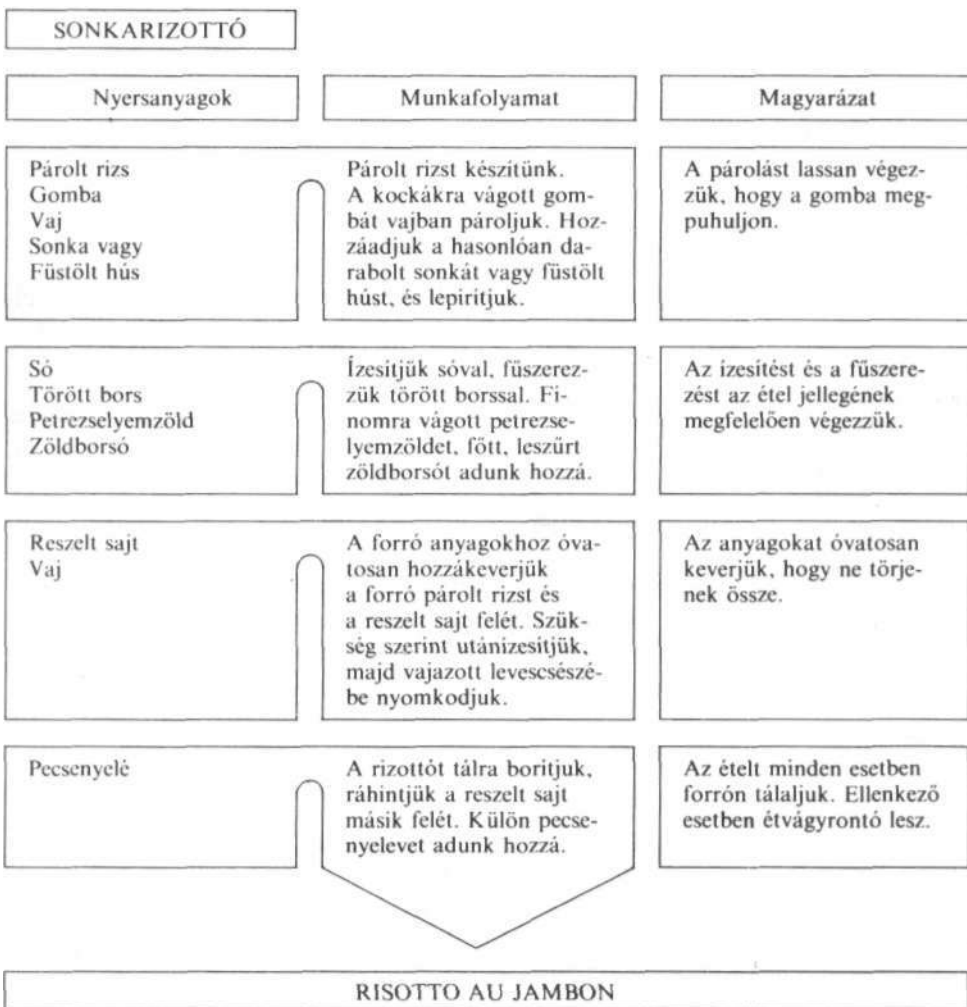 SONKARIZOTTÓ
Nyersanyagok
Munkafolyamat
Magyarázat
Párolt rizs
Gomba
Vaj
Sonka vagy
Füstölt hús
Párolt rizst készítünk.
A kockákra vágott gom-
bát vajban pároljuk. Hoz-
záadjuk a hasonlóan da-
rabolt sonkát vagy füstölt
húst, és lepirítjuk.
A párolást lassan végez-
zük, hogy a gomba meg-
puhuljon.
Só
Törött bors
Petrezselyemzöld
Zöldborsó
Ízesítjük sóval, fűszerez-
zük törött borssal. Fi-
nomra vágott petrezse-
lyemzöldet, főtt, leszűrt
zöldborsót adunk hozzá.
Az ízesítést és a fűszere-
zést az étel jellegének
megfelelően végezzük.
Reszelt sajt
Vaj
A forró anyagokhoz óva-
tosan hozzákeverjük
a forró párolt rizst és
a reszelt sajt felét. Szük-
ség szerint utánízesítjük,
majd vajazott levescsészé-
be nyomkodjuk.
Az anyagokat óvatosan
keverjük, hogy ne törje-
nek össze.
Pecsenyelé
A rizottót tálra borítjuk,
ráhintjük a reszelt sajt
másik felét. Külön pecse-
nyelevet adunk hozzá.
Az ételt minden esetben
forrón tálaljuk. Ellenkező
esetben étvágyrontó lesz.
RISOTTO AU JAMBON